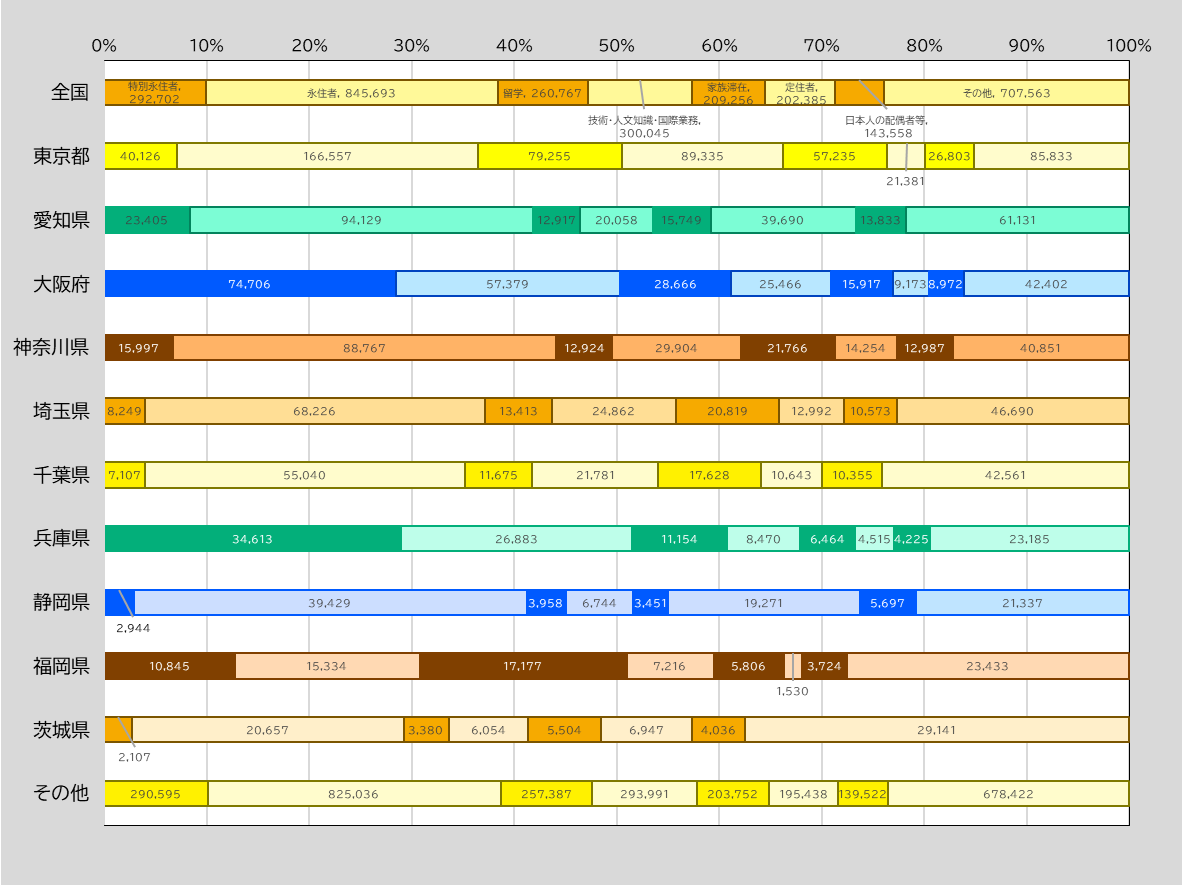 0% 10% 20% 30% 40% 50% 60% 70% 80% 90% 100%
全国
特別永住者, 292,702
永住者, 845,693
留学, 260,767
技術・人文知識・国際業務, 300,045
家族滞在, 209,256
定住者, 202,385
日本人の配偶者等, 143,558
その他, 707,563
東京都 40,126 166,557 79,255 89,335 57,235 21,381 26,803 85,833
愛知県 23,405 94,129 12,917 20,058 15,749 39,690 13,833 61,131
大阪府 74,706 57,379 28,666 25,466 15,917 9,173 8,972 42,402
神奈川県 15,997 88,767 12,924 29,904 21,766 14,254 12,987 40,851
埼玉県 8,249 68,226 13,413 24,862 20,819 12,992 10,573 46,690
千葉県 7,107 55,040 11,675 21,781 17,628 10,643 10,355 42,561
兵庫県 34,613 26,883 11,154 8,470 6,464 4,515 4,225 23,185
静岡県 2,944 39,429 3,958 6,744 3,451 19,271 5,697 21,337
福岡県 10,845 15,334 17,177 7,216 5,806 1,530 3,724 23,433
茨城県 2,107 20,657 3,380 6,054 5,504 6,947 4,036 29,141
その他 290,595 825,036 257,387 293,991 203,752 195,438 139,522 678,422